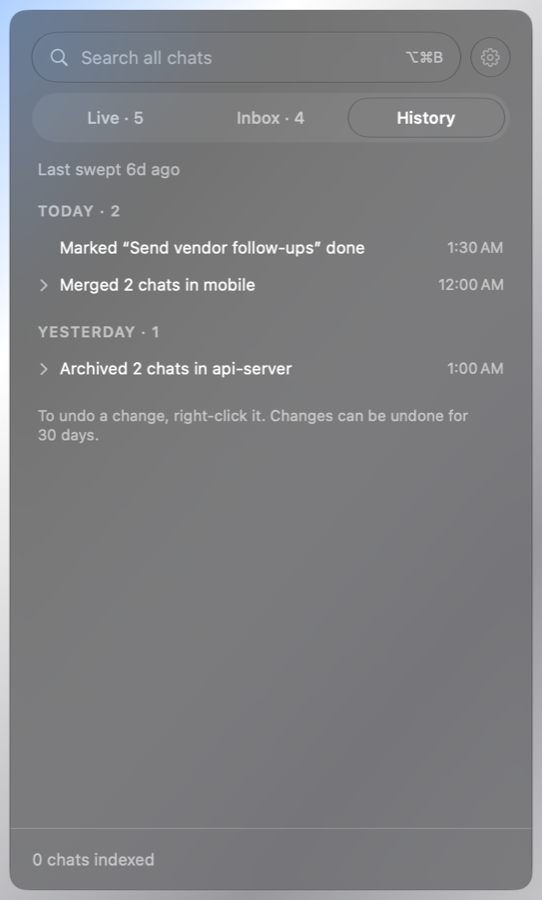 Search all chats ⌥⌘B
Live · 5 Inbox · 4 History
Last swept 6d ago
TODAY · 2
Marked “Send vendor follow-ups” done 1:30 AM
Merged 2 chats in mobile 12:00 AM
YESTERDAY · 1
Archived 2 chats in api-server 1:00 AM
To undo a change, right-click it. Changes can be undone for
30 days.
0 chats indexed